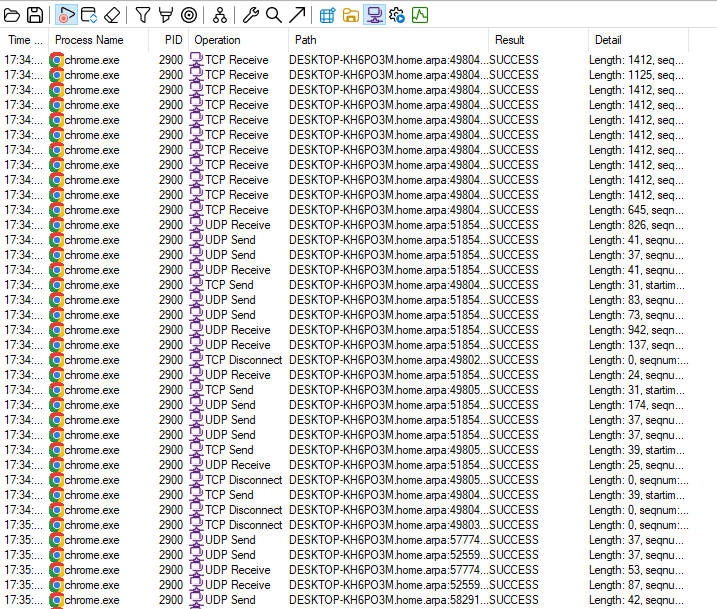 Time ... Process Name PID Operation Path Result Detail
17:34:... chrome.exe 2900 TCP Receive DESKTOP-KH6PO3M.home.arpa:49804... SUCCESS Length: 1412, seq...
17:34:... chrome.exe 2900 TCP Receive DESKTOP-KH6PO3M.home.arpa:49804... SUCCESS Length: 1125, seq...
17:34:... chrome.exe 2900 TCP Receive DESKTOP-KH6PO3M.home.arpa:49804... SUCCESS Length: 1412, seq...
17:34:... chrome.exe 2900 TCP Receive DESKTOP-KH6PO3M.home.arpa:49804... SUCCESS Length: 1412, seq...
17:34:... chrome.exe 2900 TCP Receive DESKTOP-KH6PO3M.home.arpa:49804... SUCCESS Length: 1412, seq...
17:34:... chrome.exe 2900 TCP Receive DESKTOP-KH6PO3M.home.arpa:49804... SUCCESS Length: 1412, seq...
17:34:... chrome.exe 2900 TCP Receive DESKTOP-KH6PO3M.home.arpa:49804... SUCCESS Length: 1412, seq...
17:34:... chrome.exe 2900 TCP Receive DESKTOP-KH6PO3M.home.arpa:49804... SUCCESS Length: 1412, seq...
17:34:... chrome.exe 2900 TCP Receive DESKTOP-KH6PO3M.home.arpa:49804... SUCCESS Length: 1412, seq...
17:34:... chrome.exe 2900 TCP Receive DESKTOP-KH6PO3M.home.arpa:49804... SUCCESS Length: 1412, seq...
17:34:... chrome.exe 2900 TCP Receive DESKTOP-KH6PO3M.home.arpa:49804... SUCCESS Length: 645, seqn...
17:34:... chrome.exe 2900 UDP Receive DESKTOP-KH6PO3M.home.arpa:51854... SUCCESS Length: 826, seqn...
17:34:... chrome.exe 2900 UDP Send DESKTOP-KH6PO3M.home.arpa:51854... SUCCESS Length: 41, seqnu...
17:34:... chrome.exe 2900 UDP Send DESKTOP-KH6PO3M.home.arpa:51854... SUCCESS Length: 37, seqnu...
17:34:... chrome.exe 2900 UDP Receive DESKTOP-KH6PO3M.home.arpa:51854... SUCCESS Length: 41, seqnu...
17:34:... chrome.exe 2900 TCP Send DESKTOP-KH6PO3M.home.arpa:49804... SUCCESS Length: 31, startim...
17:34:... chrome.exe 2900 UDP Send DESKTOP-KH6PO3M.home.arpa:51854... SUCCESS Length: 83, seqnu...
17:34:... chrome.exe 2900 UDP Send DESKTOP-KH6PO3M.home.arpa:51854... SUCCESS Length: 73, seqnu...
17:34:... chrome.exe 2900 UDP Receive DESKTOP-KH6PO3M.home.arpa:51854... SUCCESS Length: 942, seqn...
17:34:... chrome.exe 2900 UDP Receive DESKTOP-KH6PO3M.home.arpa:51854... SUCCESS Length: 137, seqn...
17:34:... chrome.exe 2900 TCP Disconnect DESKTOP-KH6PO3M.home.arpa:49802... SUCCESS Length: 0, seqnum:...
17:34:... chrome.exe 2900 UDP Receive DESKTOP-KH6PO3M.home.arpa:51854... SUCCESS Length: 24, seqnu...
17:34:... chrome.exe 2900 TCP Send DESKTOP-KH6PO3M.home.arpa:49805... SUCCESS Length: 31, startim...
17:34:... chrome.exe 2900 UDP Send DESKTOP-KH6PO3M.home.arpa:51854... SUCCESS Length: 174, seqn...
17:34:... chrome.exe 2900 UDP Send DESKTOP-KH6PO3M.home.arpa:51854... SUCCESS Length: 37, seqnu...
17:34:... chrome.exe 2900 UDP Send DESKTOP-KH6PO3M.home.arpa:51854... SUCCESS Length: 37, seqnu...
17:34:... chrome.exe 2900 TCP Send DESKTOP-KH6PO3M.home.arpa:49805... SUCCESS Length: 39, startim...
17:34:... chrome.exe 2900 UDP Receive DESKTOP-KH6PO3M.home.arpa:51854... SUCCESS Length: 25, seqnu...
17:34:... chrome.exe 2900 TCP Disconnect DESKTOP-KH6PO3M.home.arpa:49805... SUCCESS Length: 0, seqnum:...
17:34:... chrome.exe 2900 TCP Send DESKTOP-KH6PO3M.home.arpa:49804... SUCCESS Length: 39, startim...
17:34:... chrome.exe 2900 TCP Disconnect DESKTOP-KH6PO3M.home.arpa:49804... SUCCESS Length: 0, seqnum:...
17:35:... chrome.exe 2900 TCP Disconnect DESKTOP-KH6PO3M.home.arpa:49803... SUCCESS Length: 0, seqnum:...
17:35:... chrome.exe 2900 UDP Send DESKTOP-KH6PO3M.home.arpa:57774... SUCCESS Length: 37, seqnu...
17:35:... chrome.exe 2900 UDP Send DESKTOP-KH6PO3M.home.arpa:52559... SUCCESS Length: 37, seqnu...
17:35:... chrome.exe 2900 UDP Receive DESKTOP-KH6PO3M.home.arpa:57774... SUCCESS Length: 53, seqnu...
17:35:... chrome.exe 2900 UDP Receive DESKTOP-KH6PO3M.home.arpa:52559... SUCCESS Length: 87, seqnu...
17:35:... chrome.exe 2900 UDP Send DESKTOP-KH6PO3M.home.arpa:58291... SUCCESS Length: 42, seqnu...